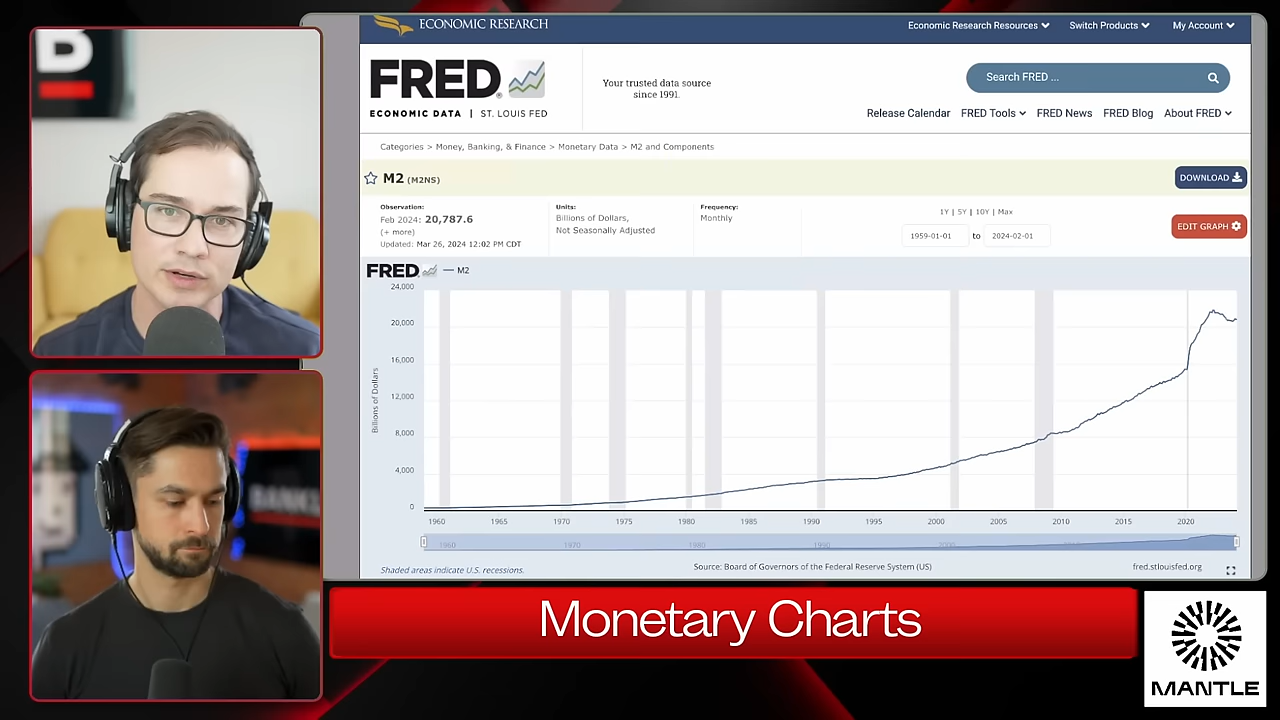 B
BANKL
ECONOMIC RESEARCH
Economic Research Resources
Switch Products
My Account
FRED
ECONOMIC DATA | ST. LOUIS FED
Your trusted data source
since 1991.
Search FRED ...
Release Calendar
FRED Tools
FRED News
FRED Blog
About FRED
Categories > Money, Banking, & Finance > Monetary Data > M2 and Components
M2 (M2NS)
DOWNLOAD
Observation:
Feb 2024: 20,787.6
(+ more)
Updated: Mar 26, 2024 12:02 PM CDT
Units:
Billions of Dollars,
Not Seasonally Adjusted
Frequency:
Monthly
1Y | 5Y | 10Y | Max
1959-01-01 to 2024-02-01
EDIT GRAPH
FRED — M2
Billions of Dollars
24,000
20,000
16,000
12,000
8,000
4,000
0
1960 1965 1970 1975 1980 1985 1990 1995 2000 2005 2010 2015 2020
1960 1970 1980 1990 2000
Shaded areas indicate U.S. recessions.
Source: Board of Governors of the Federal Reserve System (US)
fred.stlouisfed.org
Monetary Charts
MANTLE